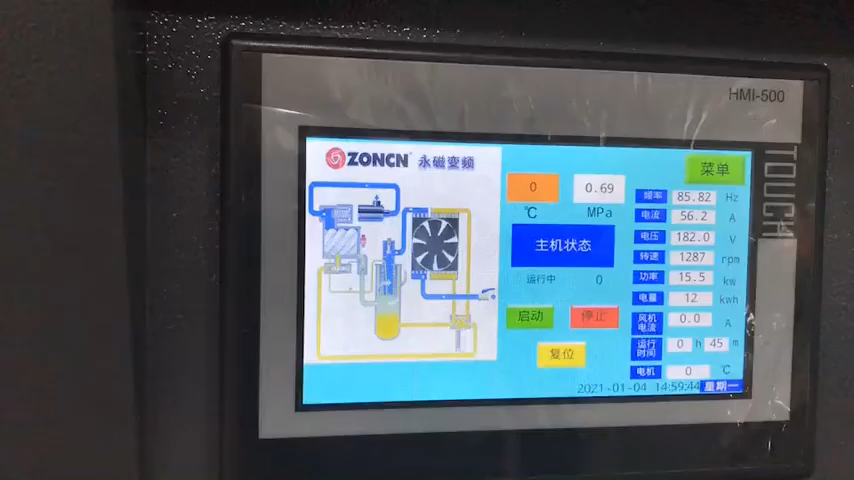 HMI-500
TOUCH
ZONCN 永磁变频
菜单
0 ℃
0.69 MPa
主机状态
运行中 0
启动 停止
复位
频率 85.82 Hz
电流 56.2 A
电压 182.0 V
转速 1287 rpm
功率 15.5 kw
电量 12 kwh
风机电流 0.0 A
运行时间 0 h 45 m
电机 0 ℃
2021-01-04 14:59:44 星期一